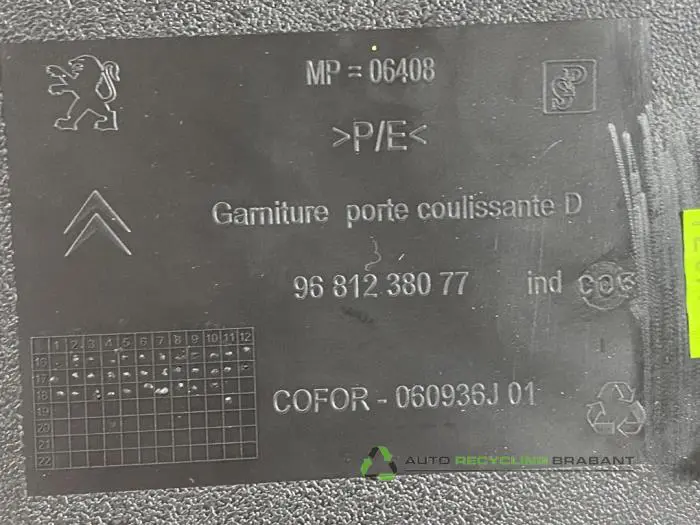 MP = 06408
PSA
>P/E<
Garniture porte coulissante D
96 812 380 77 ind
1 2 3 4 5 6 7 8 9 10 11 12
16
17
18
19
20
21
22
COFOR - 060936J 01
AUTO RECYCLING BRABANT